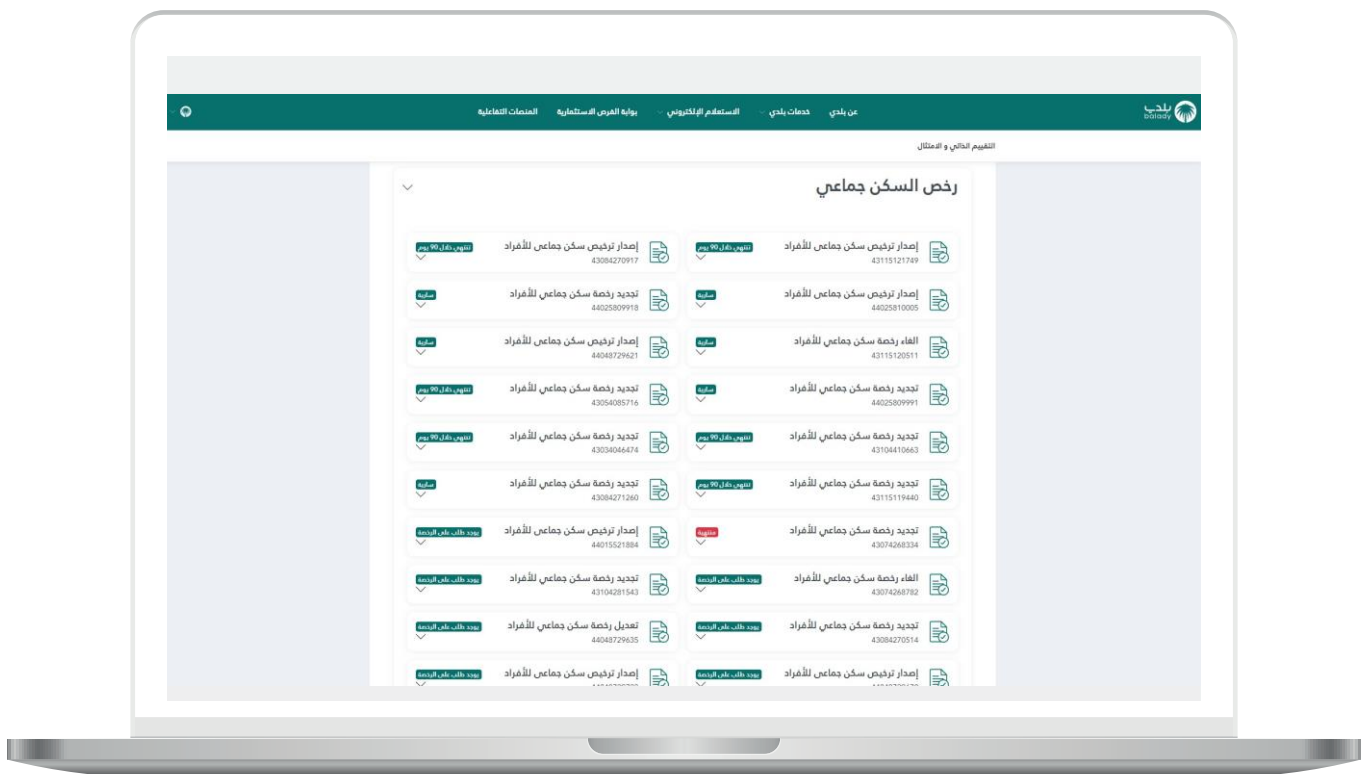 بلدي
balady
عن بلدي
خدمات بلدي
الاستعلام الإلكتروني
بوابة الفرص الاستثمارية
المنصات التفاعلية
التقييم الذاتي و الامتثال
رخص السكن جماعي
إصدار ترخيص سكن جماعي للأفراد
تنتهي خلال 90 يوم
43115121749
إصدار ترخيص سكن جماعي للأفراد
تنتهي خلال 90 يوم
43084270917
إصدار ترخيص سكن جماعي للأفراد
سارية
44025810005
تجديد رخصة سكن جماعي للأفراد
سارية
44025809918
الغاء رخصة سكن جماعي للأفراد
سارية
43115120511
إصدار ترخيص سكن جماعي للأفراد
سارية
44048729621
تجديد رخصة سكن جماعي للأفراد
سارية
44025809991
تجديد رخصة سكن جماعي للأفراد
تنتهي خلال 90 يوم
43054085716
تجديد رخصة سكن جماعي للأفراد
تنتهي خلال 90 يوم
43104410663
تجديد رخصة سكن جماعي للأفراد
تنتهي خلال 90 يوم
43034046474
تجديد رخصة سكن جماعي للأفراد
تنتهي خلال 90 يوم
43115119440
تجديد رخصة سكن جماعي للأفراد
سارية
43084271260
تجديد رخصة سكن جماعي للأفراد
منتهية
43074268334
إصدار ترخيص سكن جماعي للأفراد
يوجد طلب على الرخصة
44015521884
الغاء رخصة سكن جماعي للأفراد
يوجد طلب على الرخصة
43074268782
تجديد رخصة سكن جماعي للأفراد
يوجد طلب على الرخصة
43104281543
تجديد رخصة سكن جماعي للأفراد
يوجد طلب على الرخصة
43084270514
تعديل رخصة سكن جماعي للأفراد
يوجد طلب على الرخصة
44048729635
إصدار ترخيص سكن جماعي للأفراد
يوجد طلب على الرخصة
إصدار ترخيص سكن جماعي للأفراد
يوجد طلب على الرخصة